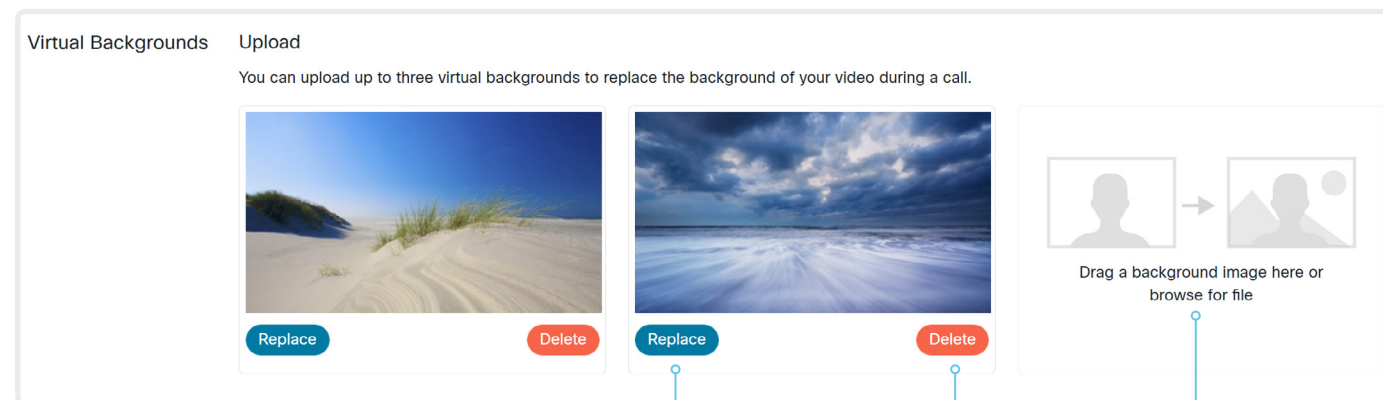 Virtual Backgrounds
Upload
You can upload up to three virtual backgrounds to replace the background of your video during a call.
Replace
Delete
Replace
Delete
Drag a background image here or
browse for file